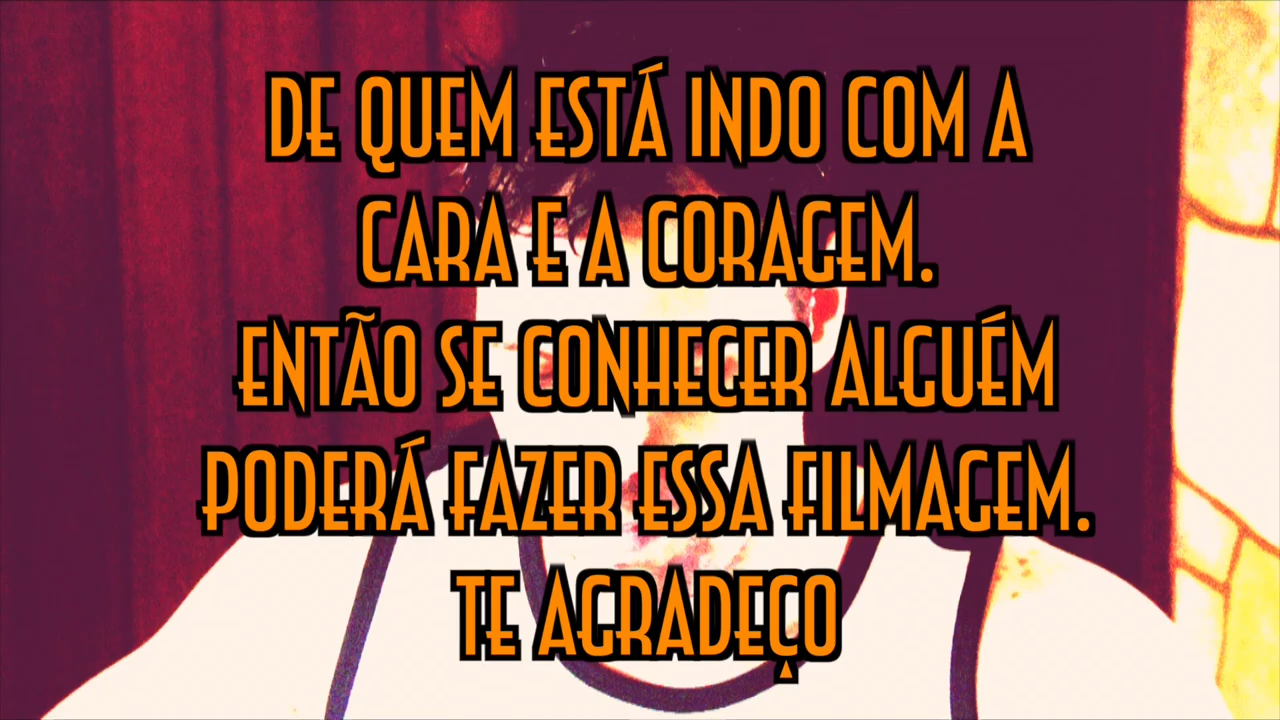 DE QUEM ESTÁ INDO COM A
CARA E A CORAGEM.
ENTÃO SE CONHECER ALGUÉM
PODERÁ FAZER ESSA FILMAGEM.
TE AGRADEÇO